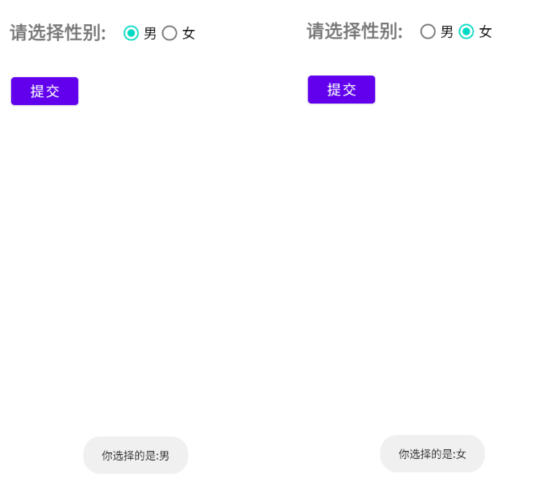 请选择性别: 男 女
提交
你选择的是:男
请选择性别: 男 女
提交
你选择的是:女